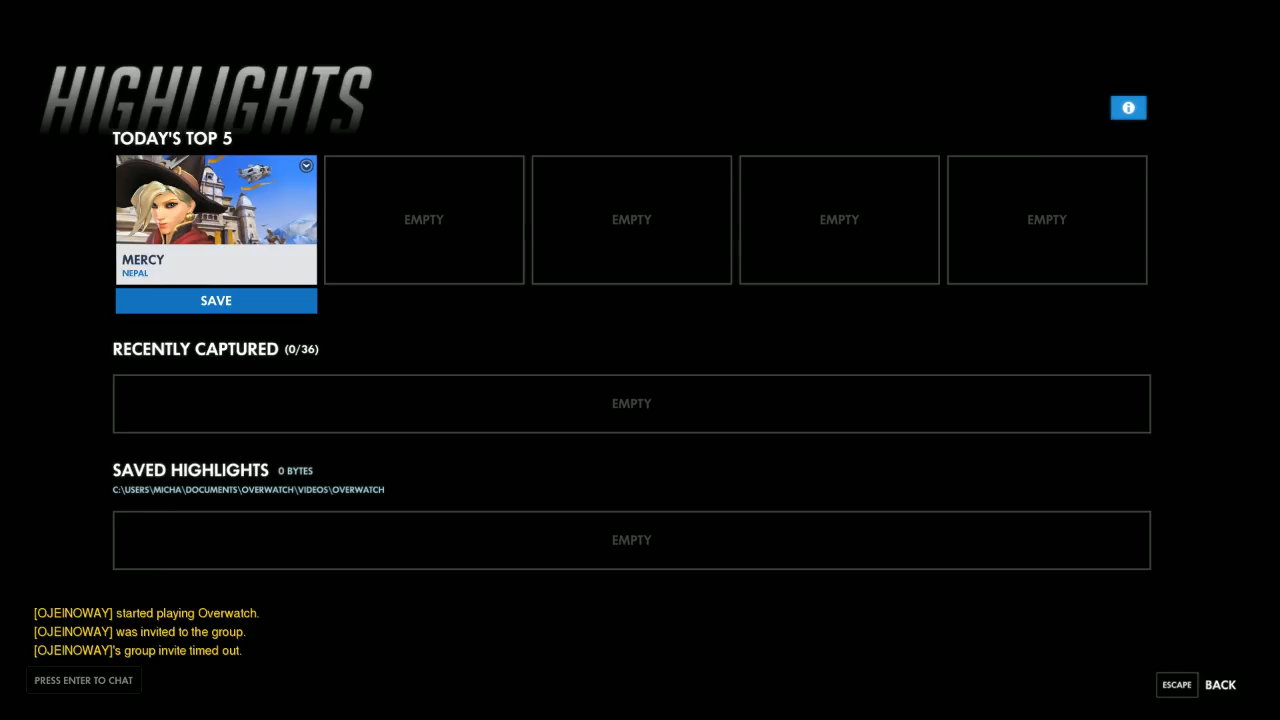 HIGHLIGHTS
TODAY'S TOP 5
MERCY
NEPAL
SAVE
EMPTY
EMPTY
EMPTY
EMPTY
RECENTLY CAPTURED (0/36)
EMPTY
SAVED HIGHLIGHTS 0 BYTES
C:\USERS\MICHA\DOCUMENTS\OVERWATCH\VIDEOS\OVERWATCH
EMPTY
[OJEINOWAY] started playing Overwatch.
[OJEINOWAY] was invited to the group.
[OJEINOWAY]'s group invite timed out.
PRESS ENTER TO CHAT
ESCAPE BACK